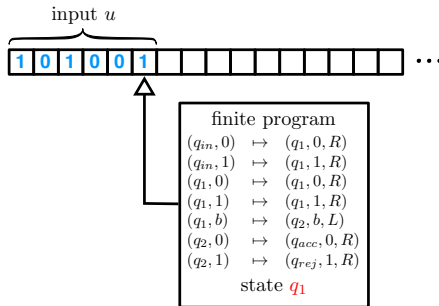 input u
1 0 1 0 0 1 ...
finite program
(q_in, 0) ↦ (q_1, 0, R)
(q_in, 1) ↦ (q_1, 1, R)
(q_1, 0) ↦ (q_1, 0, R)
(q_1, 1) ↦ (q_1, 1, R)
(q_1, b) ↦ (q_2, b, L)
(q_2, 0) ↦ (q_acc, 0, R)
(q_2, 1) ↦ (q_rej, 1, R)
state q_1